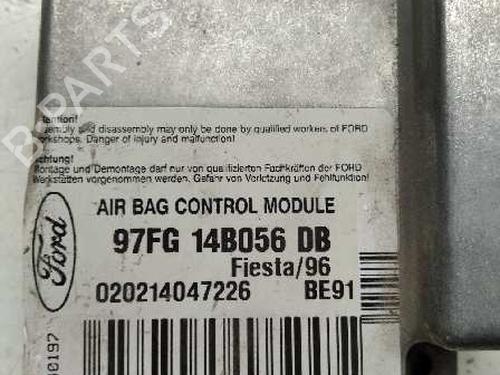 Attention!
Assembly and disassembly may only be done by qualified workers of FORD
workshops. Danger of injury and malfunction!
Achtung!
Montage und Demontage darf nur von qualifizierten Fachkräften der FORD
Werkstätten vorgenommen werden. Gefahr von Verletzung und Fehlfunktion!
AIR BAG CONTROL MODULE
Ford
97FG 14B056 DB
Fiesta/96
020214047226 BE91
B-PARTS